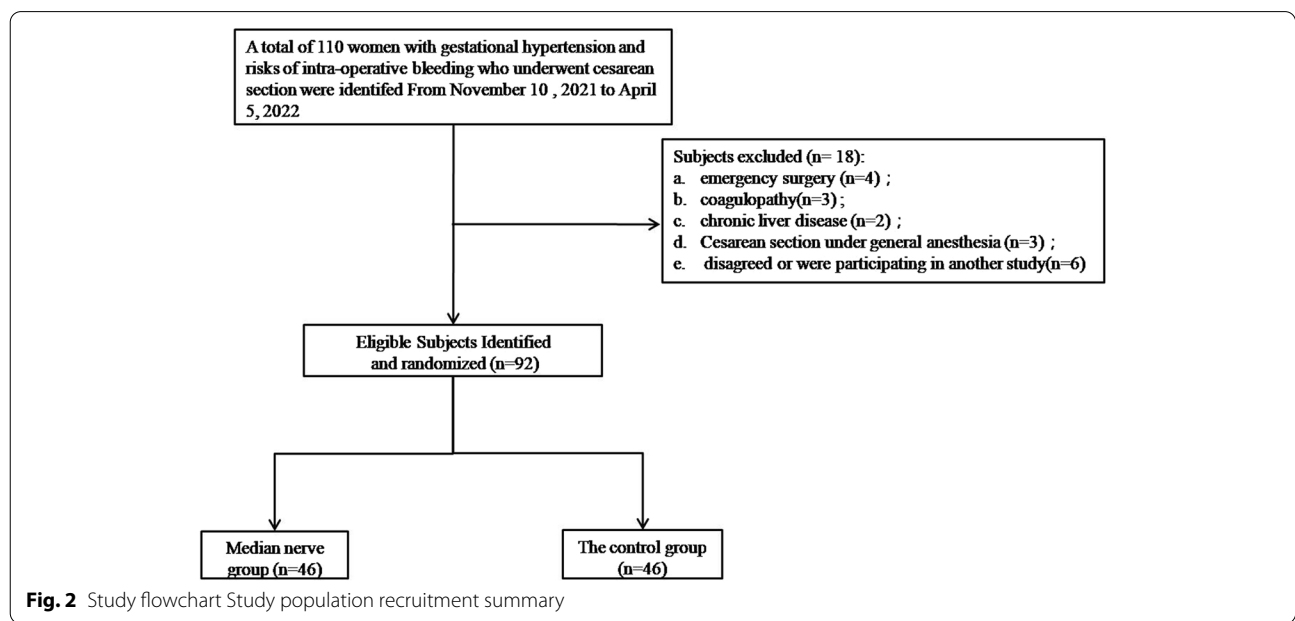 A total of 110 women with gestational hypertension and
risks of intra-operative bleeding who underwent cesarean
section were identifed From November 10 , 2021 to April
5, 2022
Subjects excluded (n= 18):
a. emergency surgery (n=4) ;
b. coagulopathy(n=3) ;
c. chronic liver disease (n=2) ;
d. Cesarean section under general anesthesia (n=3) ;
e. disagreed or were participating in another study(n=6)
Eligible Subjects Identified
and randomized (n=92)
Median nerve
group (n=46)
The control group
(n=46)
Fig. 2 Study flowchart Study population recruitment summary